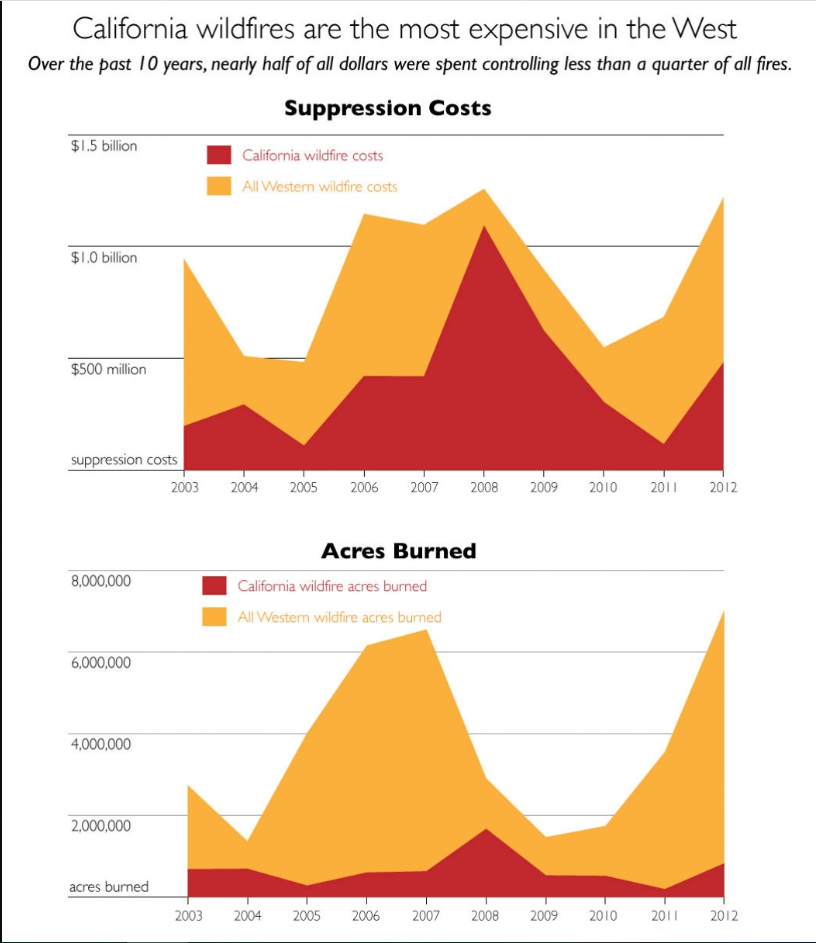 California wildfires are the most expensive in the West
Over the past 10 years, nearly half of all dollars were spent controlling less than a quarter of all fires.
Suppression Costs
$1.5 billion
California wildfire costs
All Western wildfire costs
$1.0 billion
$500 million
suppression costs
2003 2004 2005 2006 2007 2008 2009 2010 2011 2012
Acres Burned
8,000,000
California wildfire acres burned
All Western wildfire acres burned
6,000,000
4,000,000
2,000,000
acres burned
2003 2004 2005 2006 2007 2008 2009 2010 2011 2012